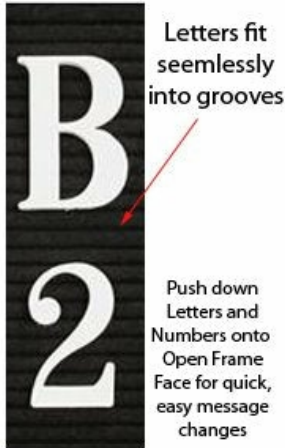 B
2
Letters fit
seemlessly
into grooves
Push down
Letters and
Numbers onto
Open Frame
Face for quick,
easy message
changes